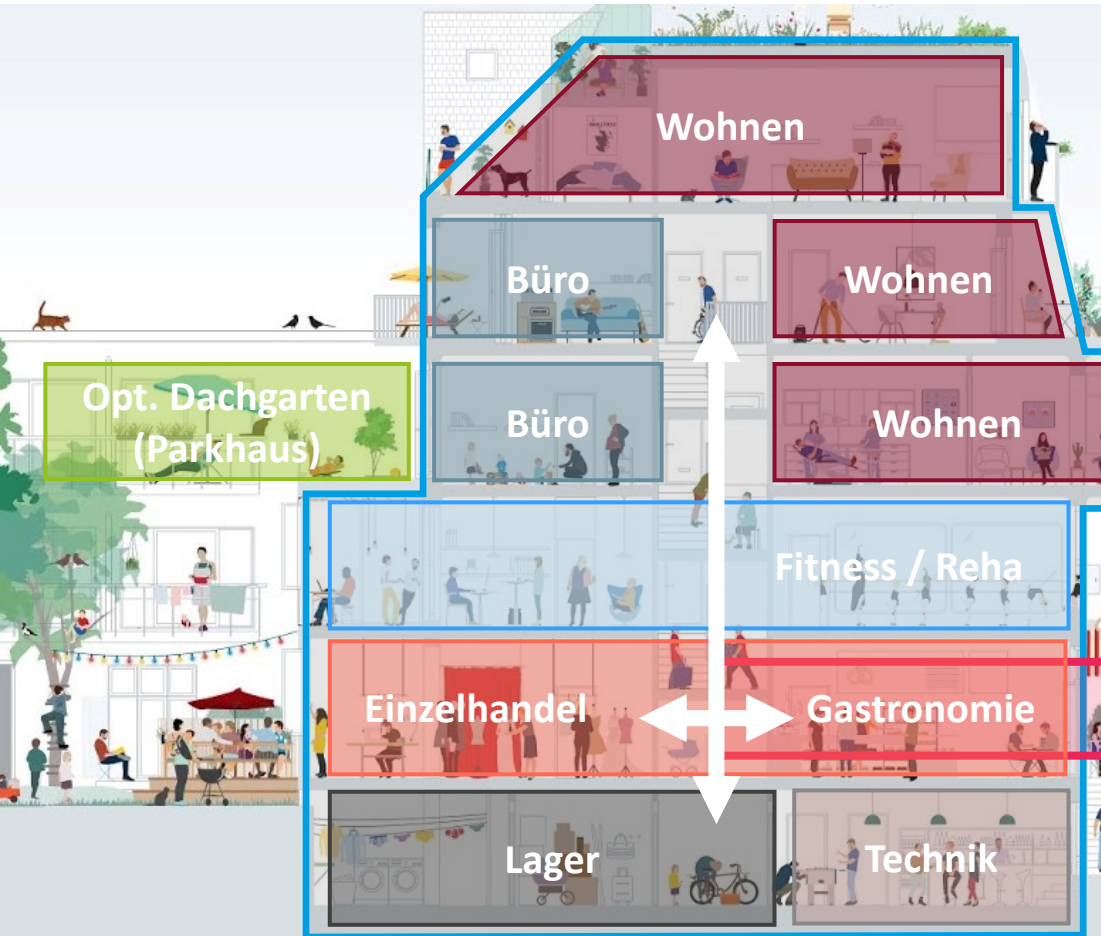 Wohnen
Büro
Wohnen
Opt. Dachgarten
(Parkhaus)
Büro
Wohnen
Fitness / Reha
Einzelhandel
Gastronomie
Lager
Technik